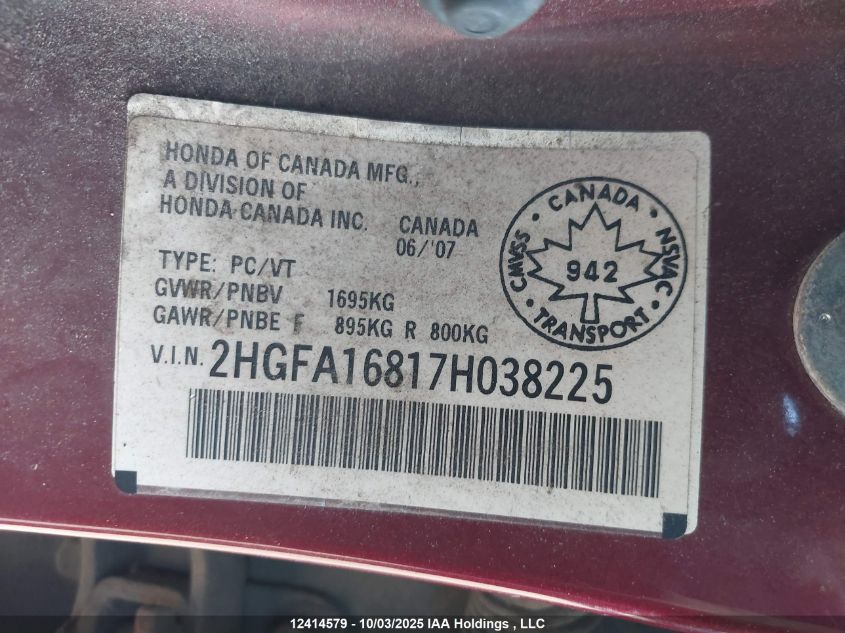 HONDA OF CANADA MFG.,
A DIVISION OF
HONDA CANADA INC. CANADA
06/'07
TYPE: PC/VT
GVWR/PNBV 1695KG
GAWR/PNBE F 895KG R 800KG
V.I.N. 2HGFA16817H038225
· CANADA · NSVAC · TRANSPORT · CMVSS
942
12414579 - 10/03/2025 IAA Holdings , LLC